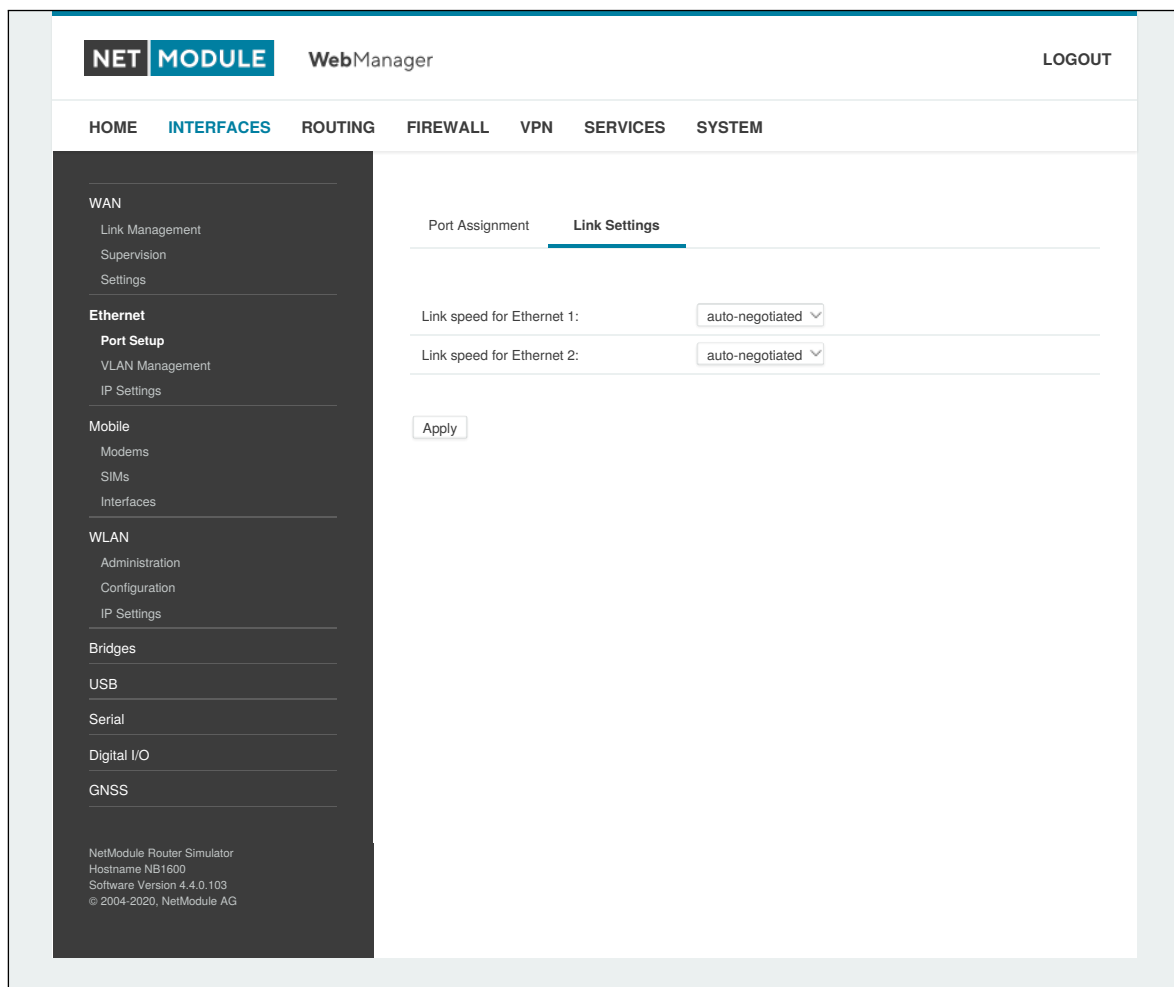 NET MODULE WebManager LOGOUT
HOME INTERFACES ROUTING FIREWALL VPN SERVICES SYSTEM
WAN
Link Management
Supervision
Settings
Ethernet
Port Setup
VLAN Management
IP Settings
Mobile
Modems
SIMs
Interfaces
WLAN
Administration
Configuration
IP Settings
Bridges
USB
Serial
Digital I/O
GNSS
NetModule Router Simulator
Hostname NB1600
Software Version 4.4.0.103
© 2004-2020, NetModule AG
Port Assignment Link Settings
Link speed for Ethernet 1: auto-negotiated
Link speed for Ethernet 2: auto-negotiated
Apply